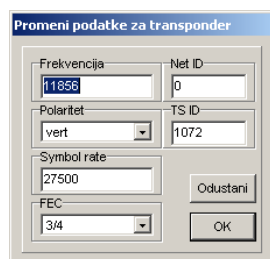 Promeni podatke za transponder
Frekvencija
11856
Net ID
0
Polaritet
vert
TS ID
1072
Symbol rate
27500
FEC
3/4
Odustani
OK